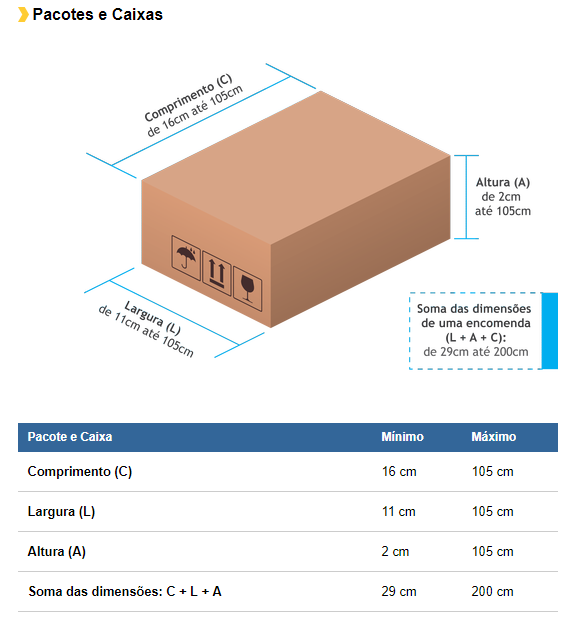 Pacotes e Caixas
Comprimento (C)
de 16cm até 105cm
Altura (A)
de 2cm
até 105cm
Largura (L)
de 11cm até 105cm
Soma das dimensões
de uma encomenda
(L + A + C):
de 29cm até 200cm
Pacote e Caixa Mínimo Máximo
Comprimento (C) 16 cm 105 cm
Largura (L) 11 cm 105 cm
Altura (A) 2 cm 105 cm
Soma das dimensões: C + L + A 29 cm 200 cm